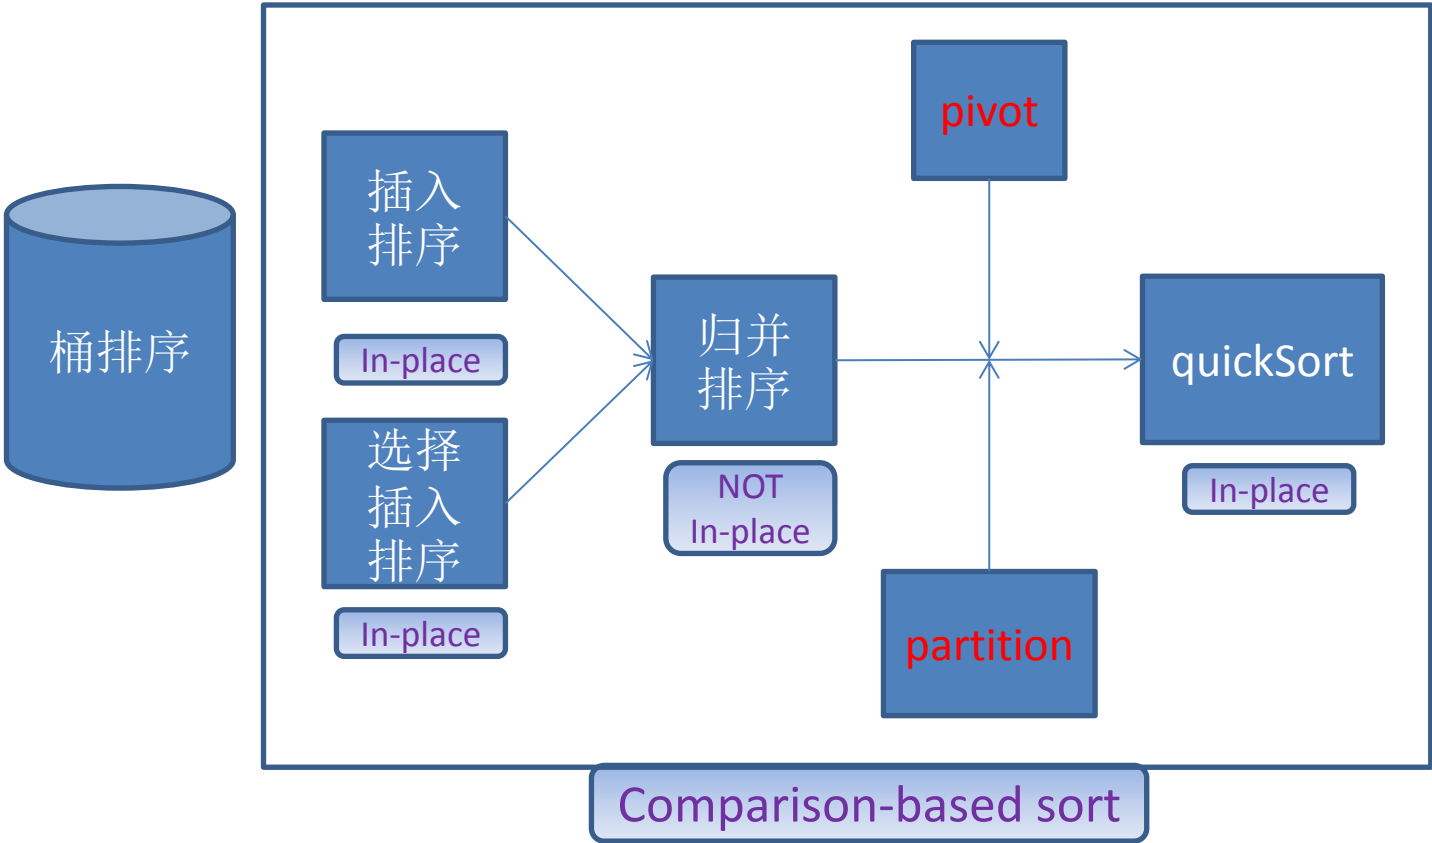 桶排序
插入
排序
In-place
选择
插入
排序
In-place
归并
排序
NOT
In-place
pivot
partition
quickSort
In-place
Comparison-based sort